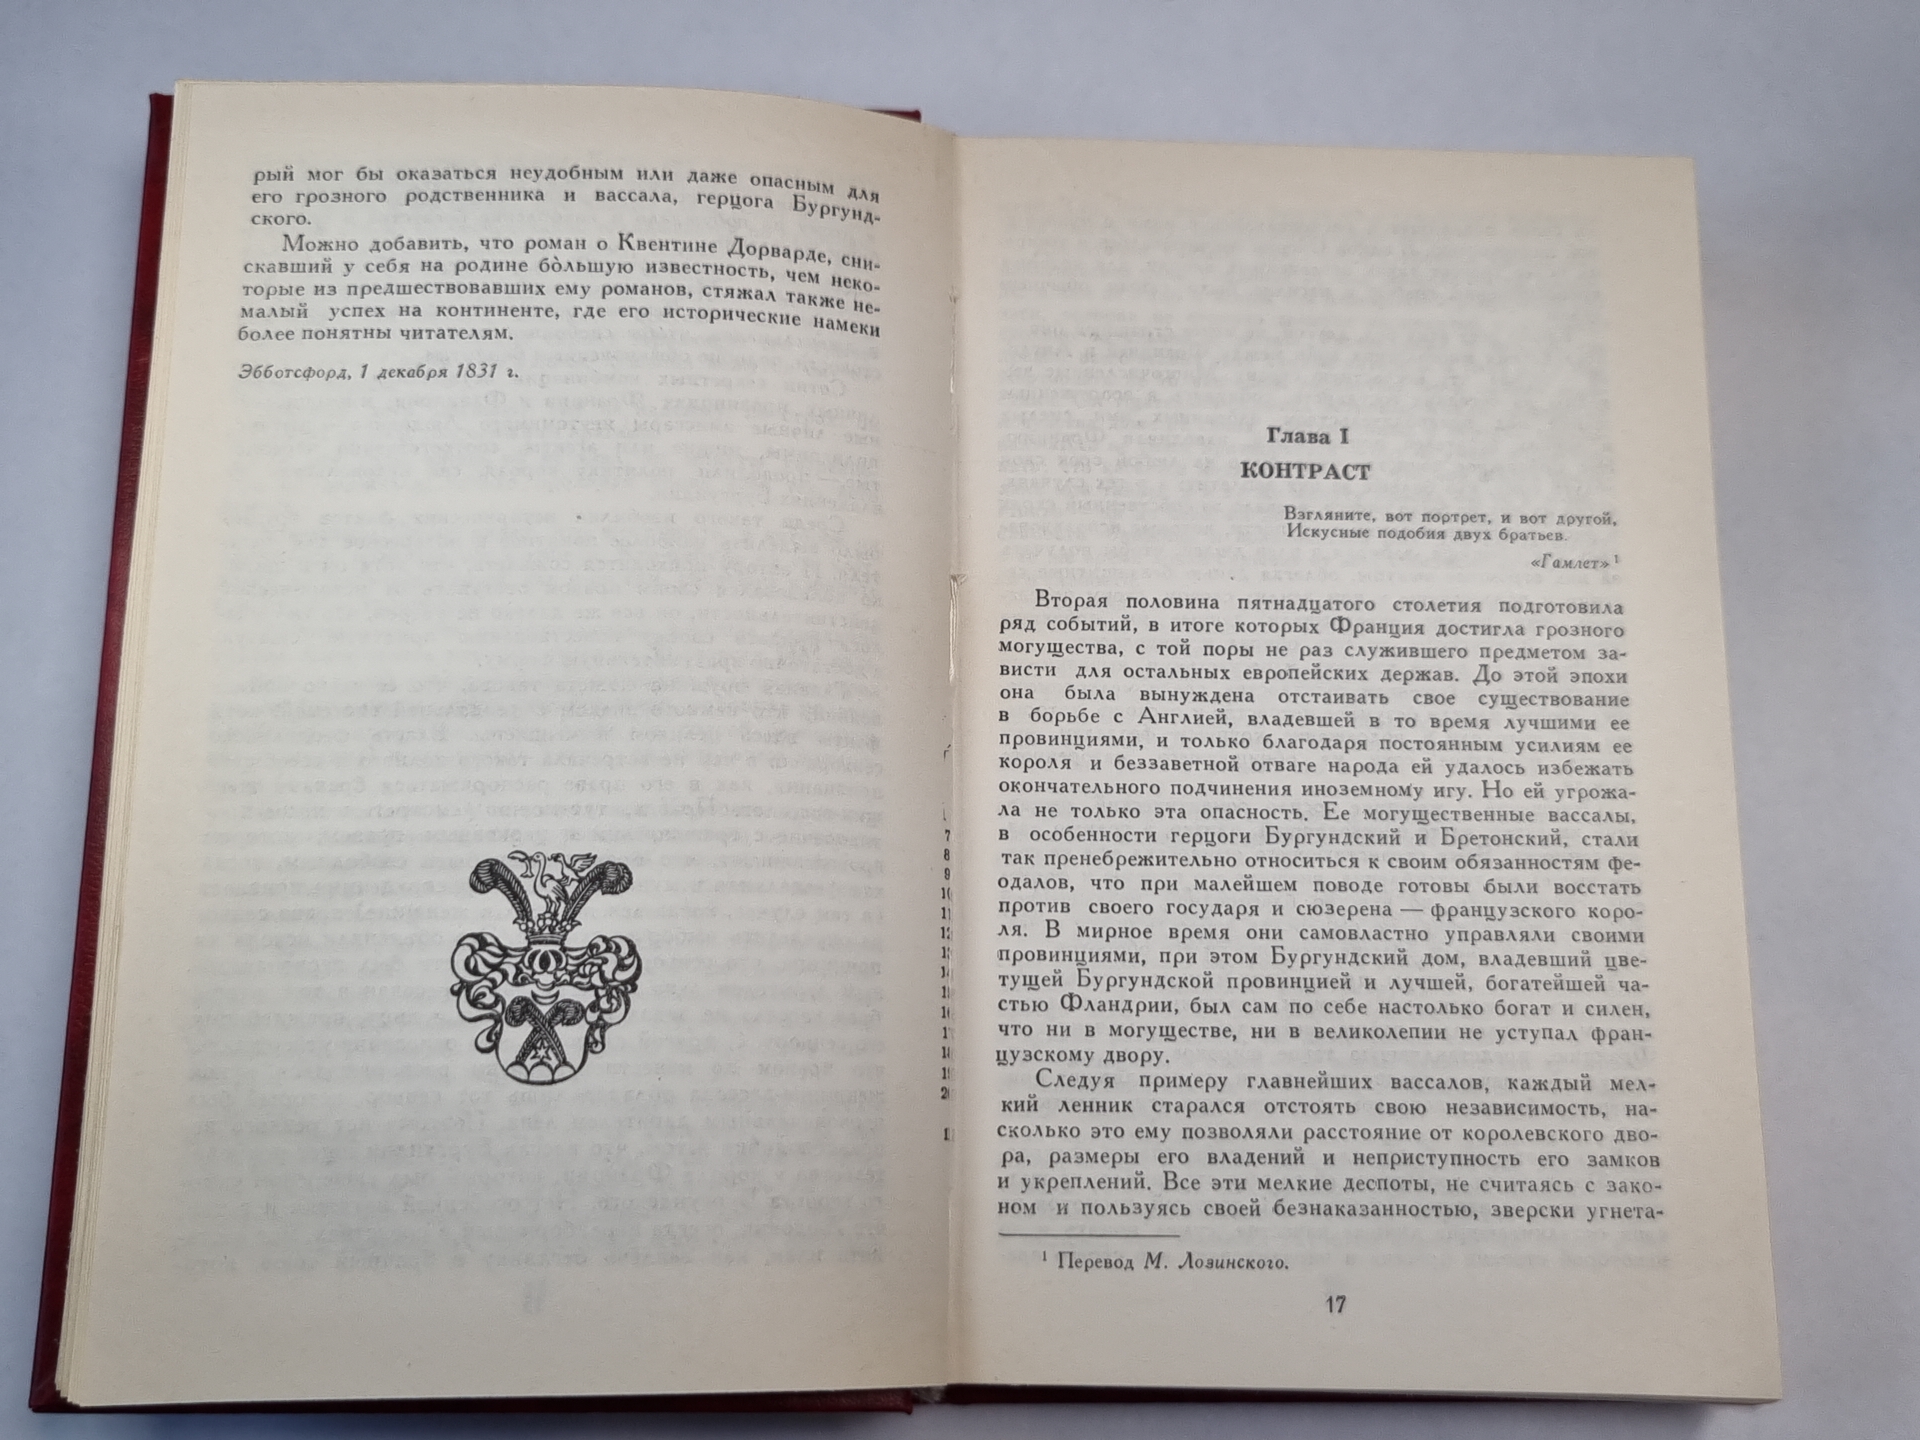 рый мог бы оказаться неудобным или даже опасным для
его грозного родственника и вассала, герцога Бургунд-
ского.
Можно добавить, что роман о Квентине Дорварде, сни-
скавший у себя на родине бо̀льшую известность, чем неко-
торые из предшествовавших ему романов, стяжал также не-
малый успех на континенте, где его исторические намеки
более понятны читателям.
Эбботсфорд, 1 декабря 1831 г.
Глава I
КОНТРАСТ
Взгляните, вот портрет, и вот другой,
Искусные подобия двух братьев.
«Гамлет» ¹
Вторая половина пятнадцатого столетия подготовила
ряд событий, в итоге которых Франция достигла грозного
могущества, с той поры не раз служившего предметом за-
висти для остальных европейских держав. До этой эпохи
она была вынуждена отстаивать свое существование
в борьбе с Англией, владевшей в то время лучшими ее
провинциями, и только благодаря постоянным усилиям ее
короля и беззаветной отваге народа ей удалось избежать
окончательного подчинения иноземному игу. Но ей угрожа-
ла не только эта опасность. Ее могущественные вассалы,
в особенности герцоги Бургундский и Бретонский, стали
так пренебрежительно относиться к своим обязанностям фе-
одалов, что при малейшем поводе готовы были восстать
против своего государя и сюзерена — французского коро-
ля. В мирное время они самовластно управляли своими
провинциями, при этом Бургундский дом, владевший цве-
тущей Бургундской провинцией и лучшей, богатейшей ча-
стью Фландрии, был сам по себе настолько богат и силен,
что ни в могуществе, ни в великолепии не уступал фран-
цузскому двору.
Следуя примеру главнейших вассалов, каждый мел-
кий ленник старался отстоять свою независимость, на-
сколько это ему позволяли расстояние от королевского дво-
ра, размеры его владений и неприступность его замков
и укреплений. Все эти мелкие деспоты, не считаясь с зако-
ном и пользуясь своей безнаказанностью, зверски угнета-
¹ Перевод М. Лозинского.
17